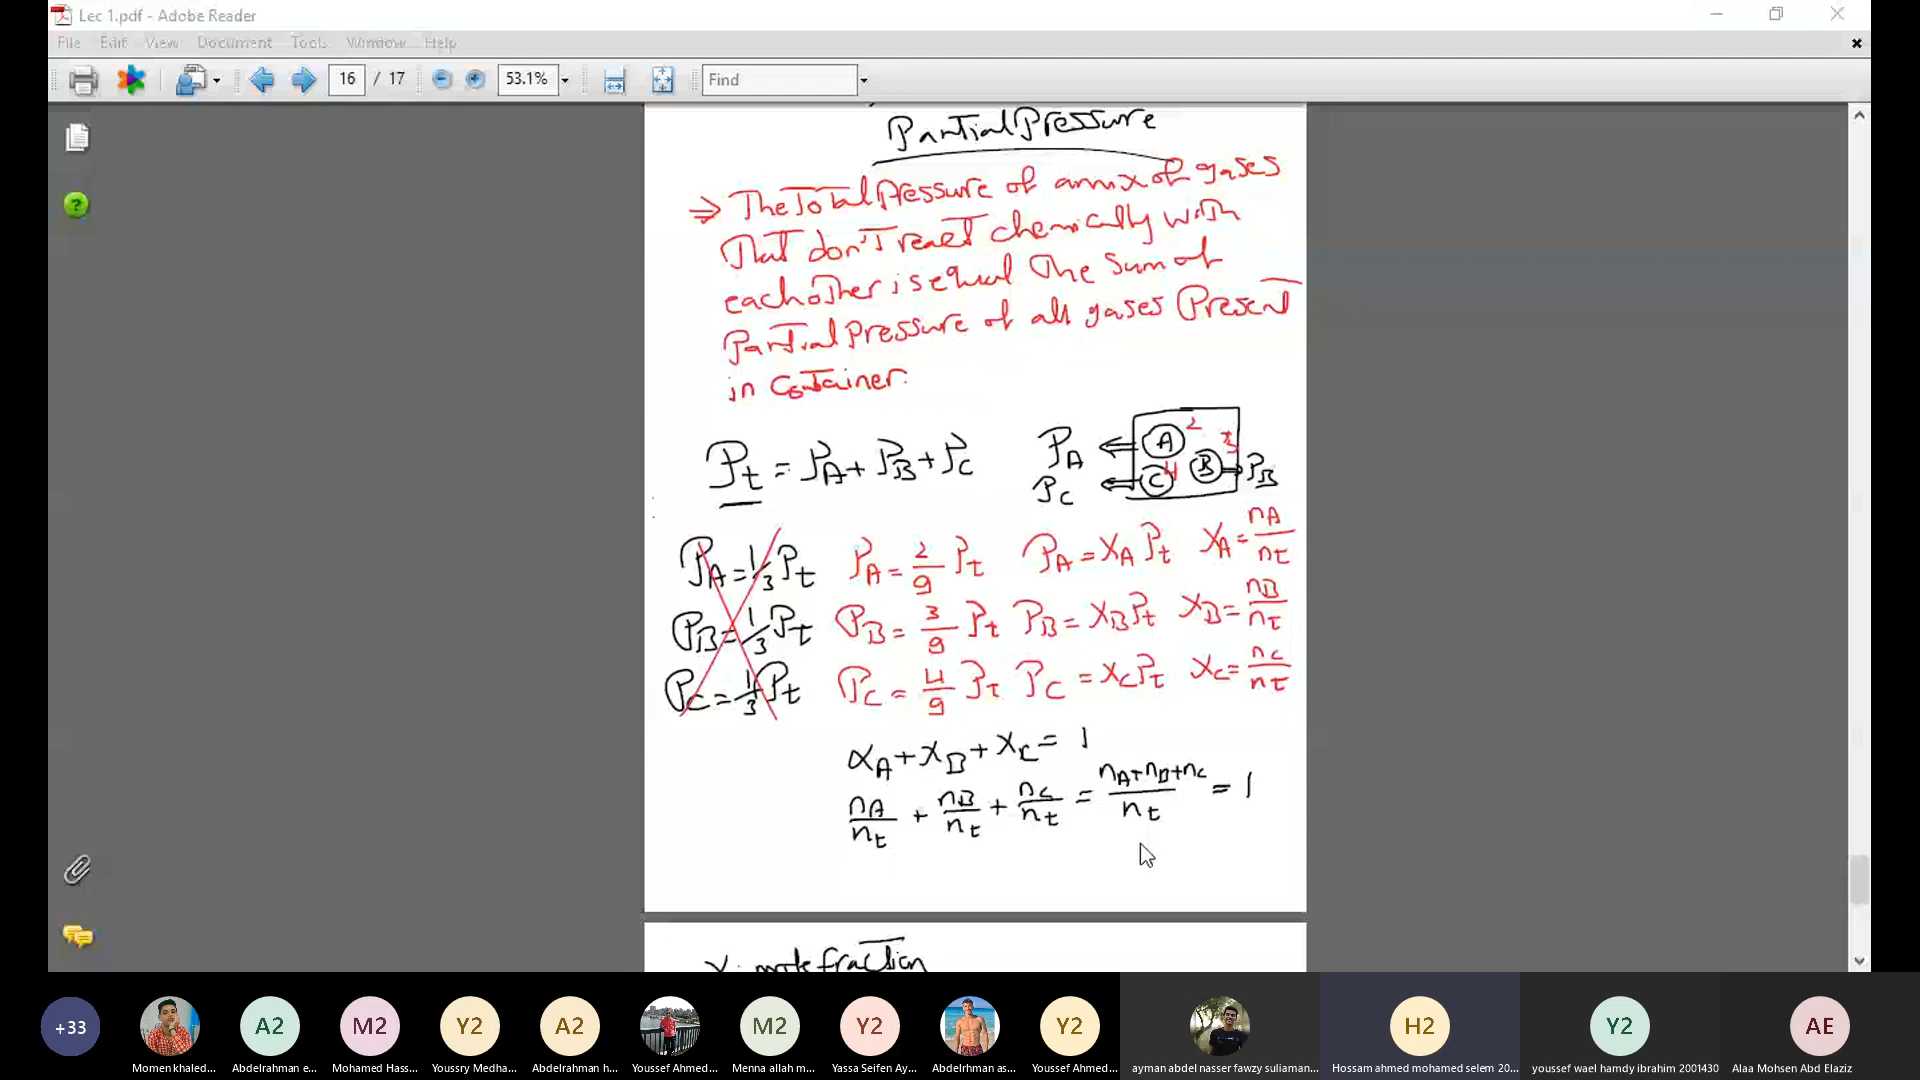 Lec 1.pdf - Adobe Reader
File Edit View Document Tools Window Help
16 / 17 53.1% Find
Partial Pressure
⇒ The Total Pressure of a mix of gases
That don't react chemically with
each other is equal The Sum of
Partial Pressure of all gases Present
in Container.
Pt = PA + PB + PC
PA A 2 3
PC C 4 B PB
PA = 1/3 Pt PA = 2/9 Pt PA = XA Pt XA = nA/nt
PB = 1/3 Pt PB = 3/9 Pt PB = XB Pt XB = nB/nt
PC = 1/3 Pt PC = 4/9 Pt PC = XC Pt XC = nC/nt
XA + XB + XC = 1
nA/nt + nB/nt + nC/nt = nA+nB+nC/nt = 1
X: mole fraction
+33 A2 M2 Y2 A2 M2 Y2 Y2 H2 Y2 AE
Momen khaled... Abdelrahman e... Mohamed Hass... Youssry Medha... Abdelrahman h... Youssef Ahmed... Menna allah m... Yassa Seifen Ay... Abdelrhman as... Youssef Ahmed... ayman abdel nasser fawzy suliaman... Hossam ahmed mohamed selem 20... youssef wael hamdy ibrahim 2001430 Alaa Mohsen Abd Elaziz